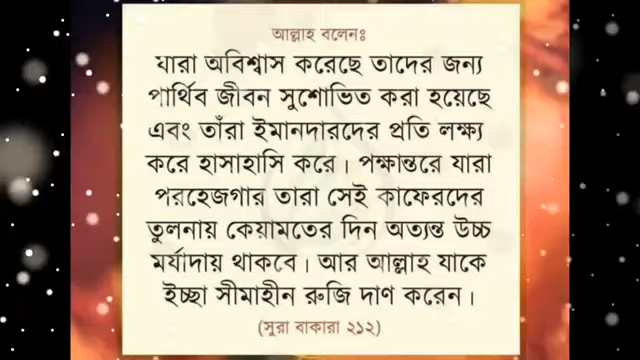 আল্লাহ বলেনঃ
যারা অবিশ্বাস করেছে তাদের জন্য
পার্থিব জীবন সুশোভিত করা হয়েছে
এবং তাঁরা ইমানদারদের প্রতি লক্ষ্য
করে হাসাহাসি করে। পক্ষান্তরে যারা
পরহেজগার তারা সেই কাফেরদের
তুলনায় কেয়ামতের দিন অত্যন্ত উচ্চ
মর্যাদায় থাকবে। আর আল্লাহ যাকে
ইচ্ছা সীমাহীন রুজি দাণ করেন।
(সুরা বাকারা ২১২)